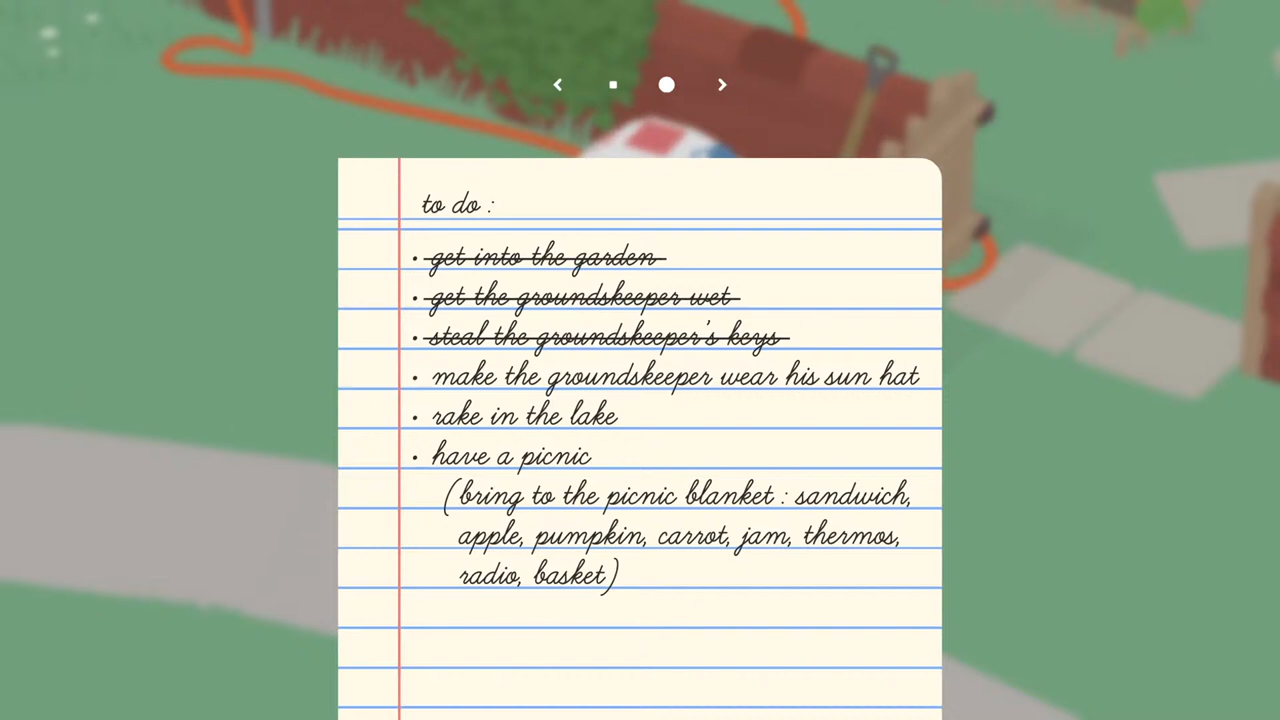 to do :
• get into the garden
• get the groundskeeper wet
• steal the groundskeeper's keys
• make the groundskeeper wear his sun hat
• rake in the lake
• have a picnic
(bring to the picnic blanket : sandwich,
apple, pumpkin, carrot, jam, thermos,
radio, basket)